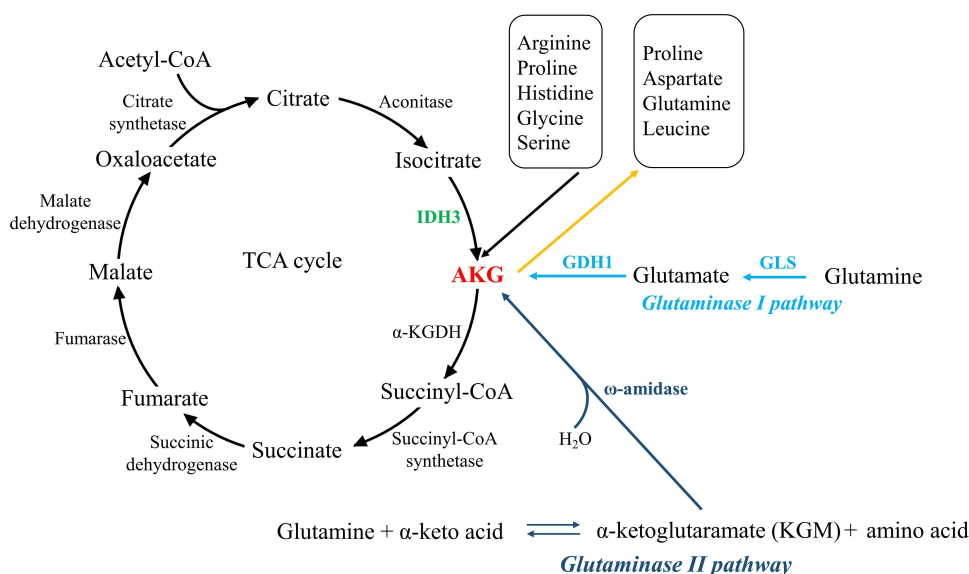 Acetyl-CoA
Citrate
synthetase
Citrate
Aconitase
Isocitrate
Oxaloacetate
Malate
dehydrogenase
IDH3
TCA cycle
Malate
AKG
Arginine
Proline
Histidine
Glycine
Serine
Proline
Aspartate
Glutamine
Leucine
GDH1
Glutamate
GLS
Glutamine
Glutaminase I pathway
Fumarase
α-KGDH
Succinyl-CoA
Fumarate
Succinic
dehydrogenase
Succinate
Succinyl-CoA
synthetase
ω-amidase
H₂O
Glutamine + α-keto acid
α-ketoglutaramate (KGM) + amino acid
Glutaminase II pathway